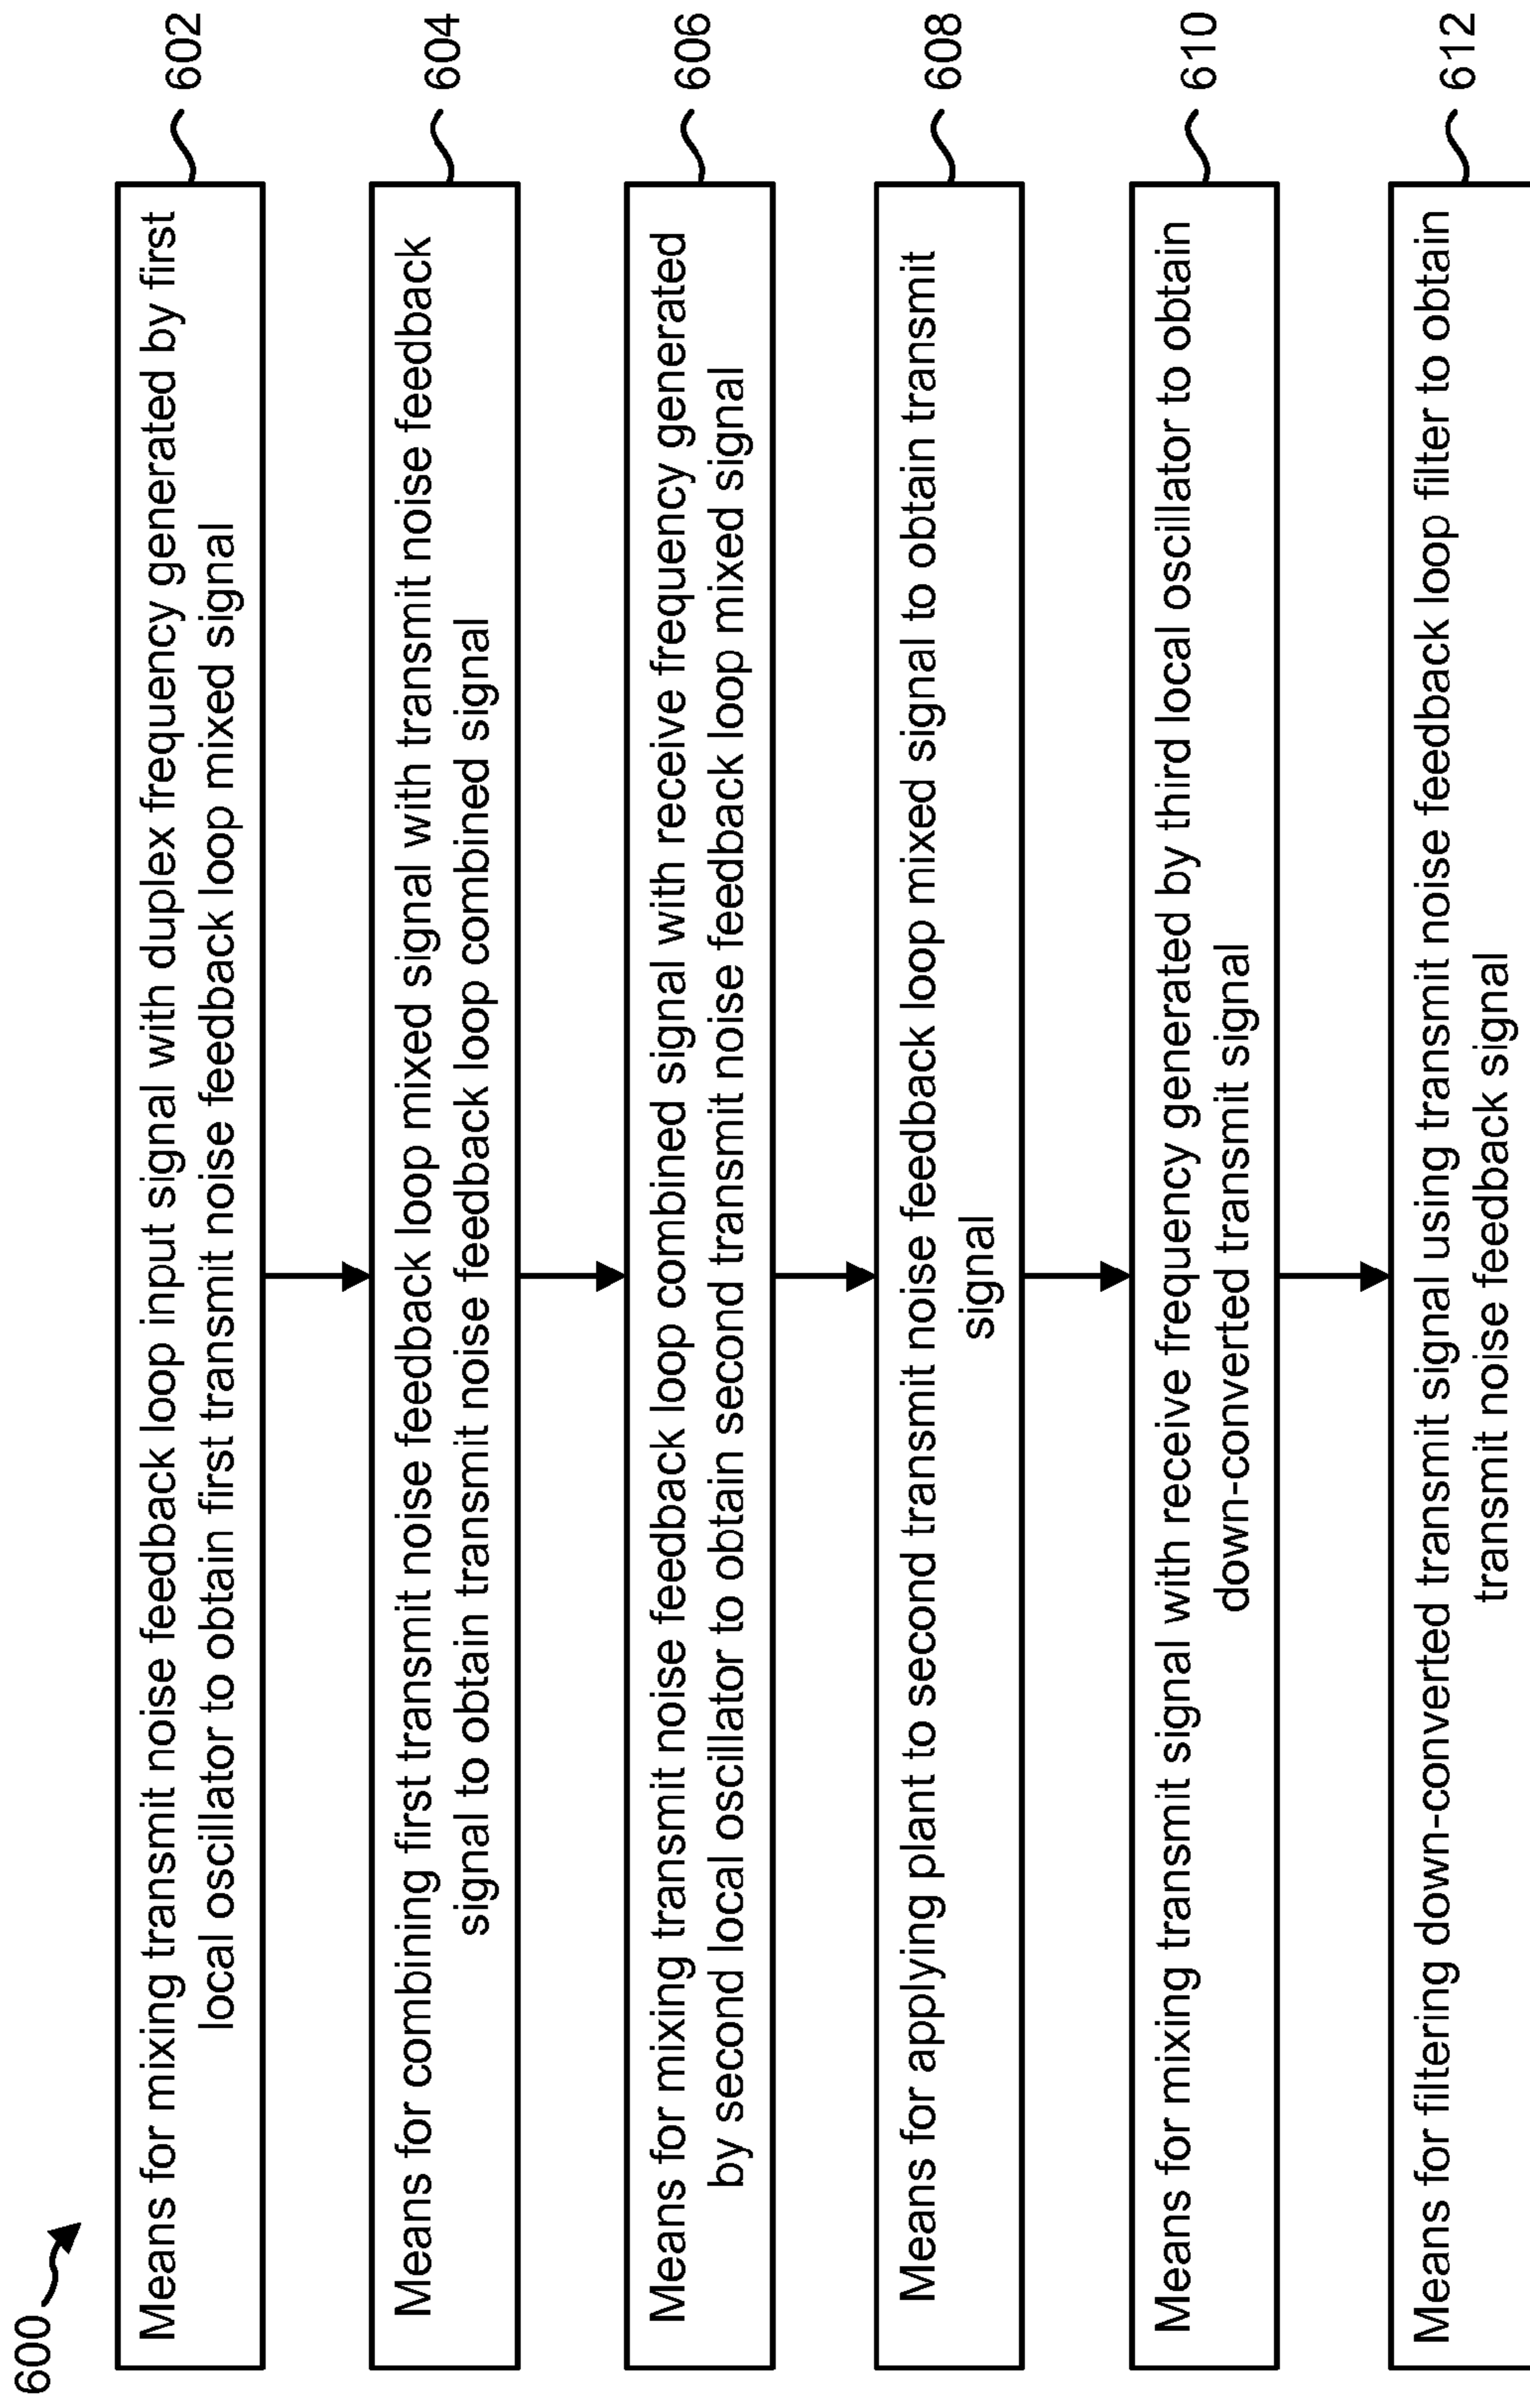 600
Means for mixing transmit noise feedback loop input signal with duplex frequency generated by first
local oscillator to obtain first transmit noise feedback loop mixed signal
602
Means for combining first transmit noise feedback loop mixed signal with transmit noise feedback
signal to obtain transmit noise feedback loop combined signal
604
Means for mixing transmit noise feedback loop combined signal with receive frequency generated
by second local oscillator to obtain second transmit noise feedback loop mixed signal
606
Means for applying plant to second transmit noise feedback loop mixed signal to obtain transmit
signal
608
Means for mixing transmit signal with receive frequency generated by third local oscillator to obtain
down-converted transmit signal
610
Means for filtering down-converted transmit signal using transmit noise feedback loop filter to obtain
transmit noise feedback signal
612